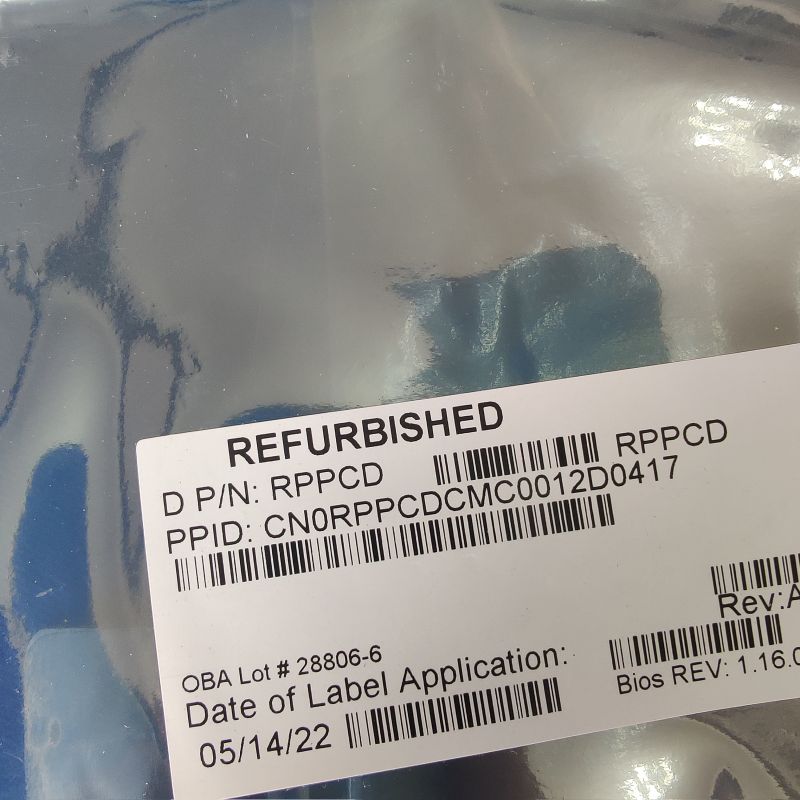 REFURBISHED
D P/N: RPPCD RPPCD
PPID: CN0RPPCDCMC0012D0417
Rev:A
OBA Lot # 28806-6
Date of Label Application:
Bios REV: 1.16.0
05/14/22